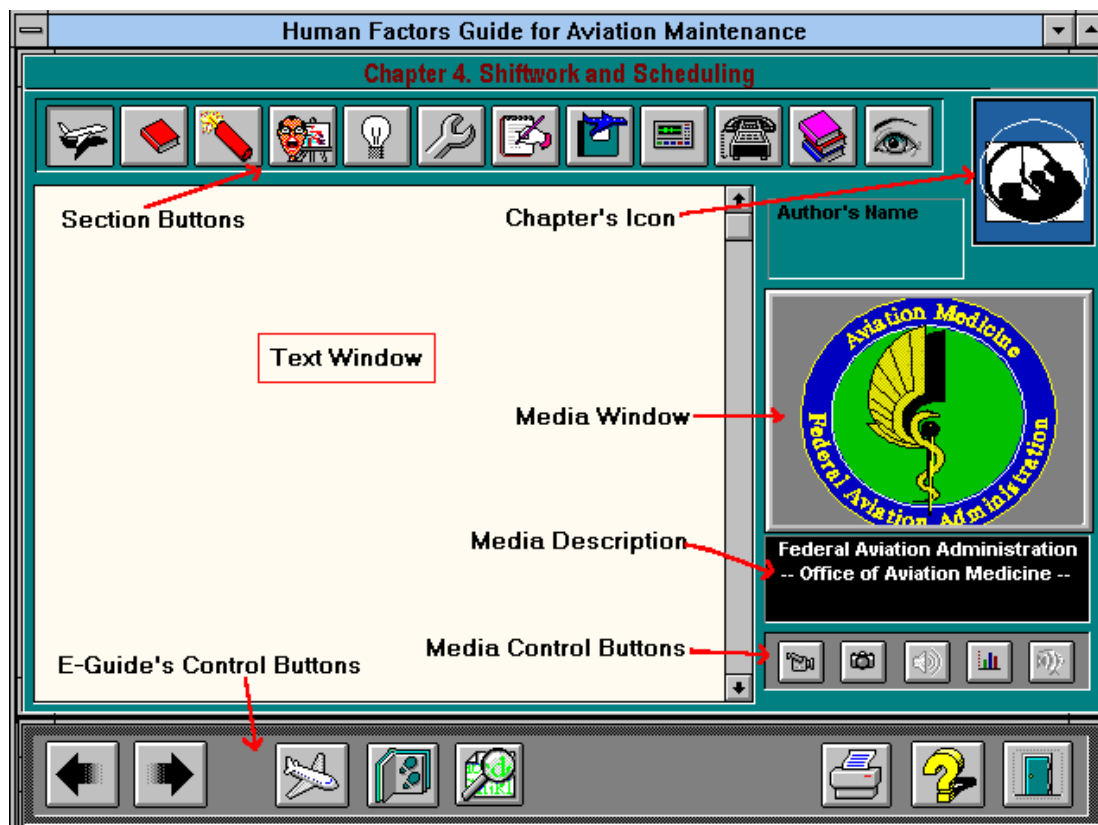 Human Factors Guide for Aviation Maintenance
Chapter 4. Shiftwork and Scheduling
Section Buttons
Chapter's Icon
Author's Name
Text Window
Aviation Medicine
Media Window
Federal Aviation Administration
Media Description
Federal Aviation Administration
-- Office of Aviation Medicine --
Media Control Buttons
E-Guide's Control Buttons